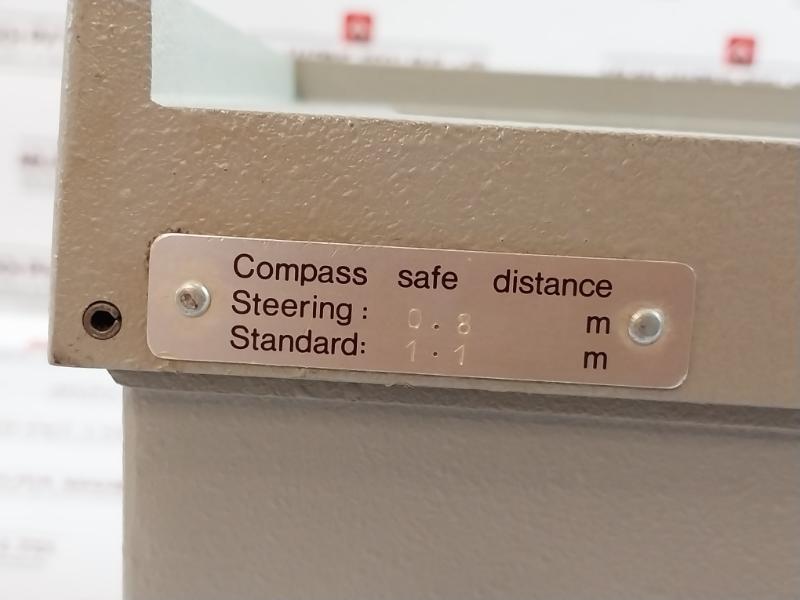 Compass safe distance
Steering: 0.8 m
Standard: 1.1 m